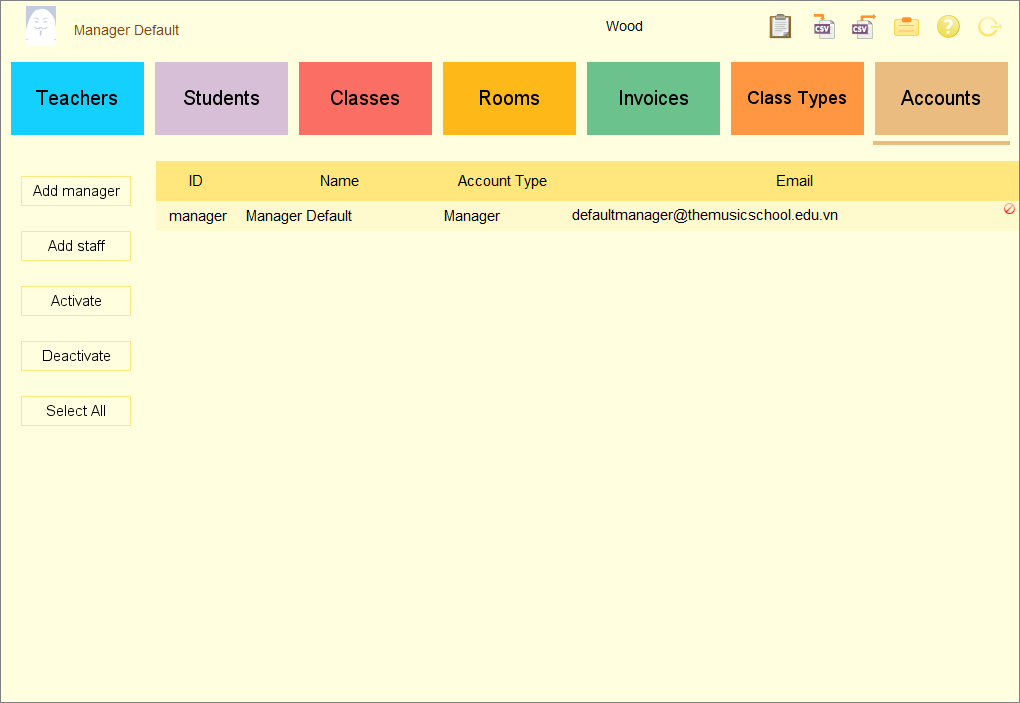 Manager Default
Wood
CSV
CSV
?
Teachers
Students
Classes
Rooms
Invoices
Class Types
Accounts
Add manager
Add staff
Activate
Deactivate
Select All
ID Name Account Type Email
manager Manager Default Manager defaultmanager@themusicschool.edu.vn